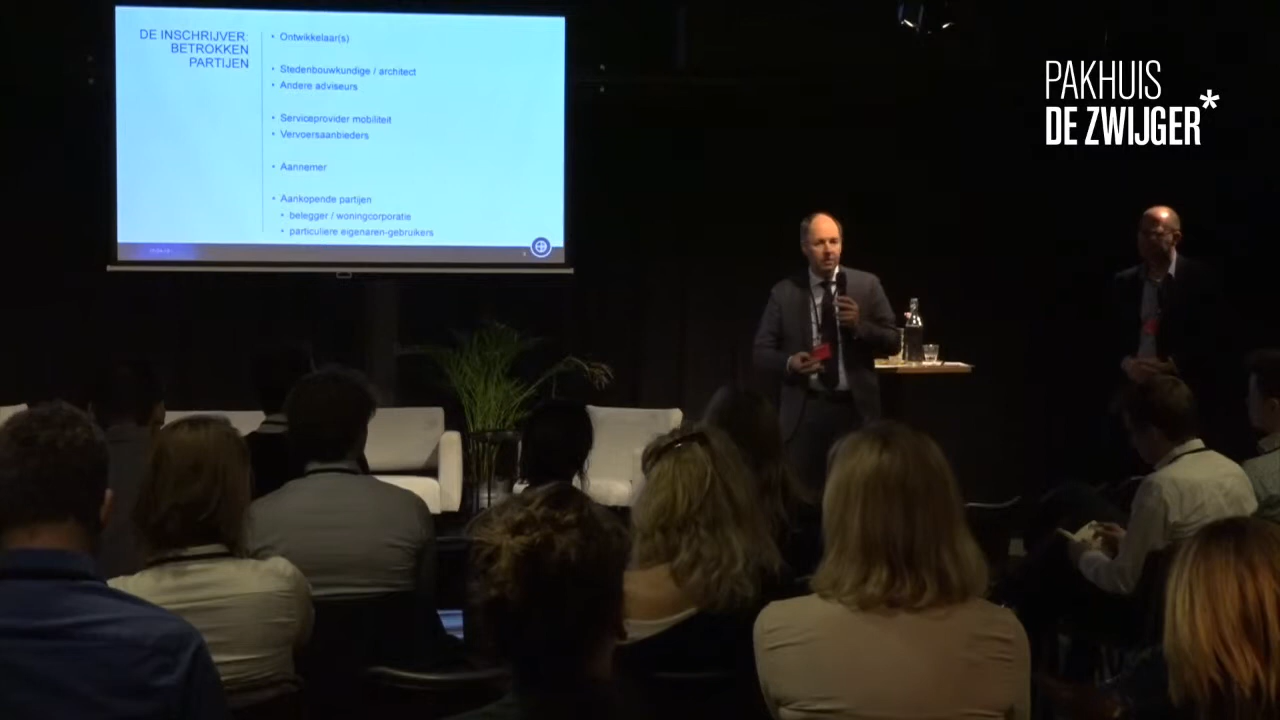 DE INSCHRIJVER:
BETROKKEN
PARTIJEN
• Ontwikkelaar(s)
• Stedenbouwkundige / architect
• Andere adviseurs
• Serviceprovider mobiliteit
• Vervoersaanbieders
• Aannemer
• Aankopende partijen
• belegger / woningcorporatie
• particuliere eigenaren-gebruikers
PAKHUIS
DE ZWIJGER*